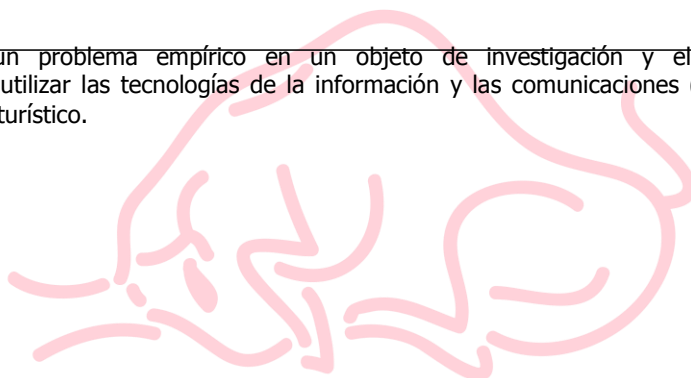 un problema empírico en un objeto de investigación y el
utilizar las tecnologías de la información y las comunicaciones
turístico.